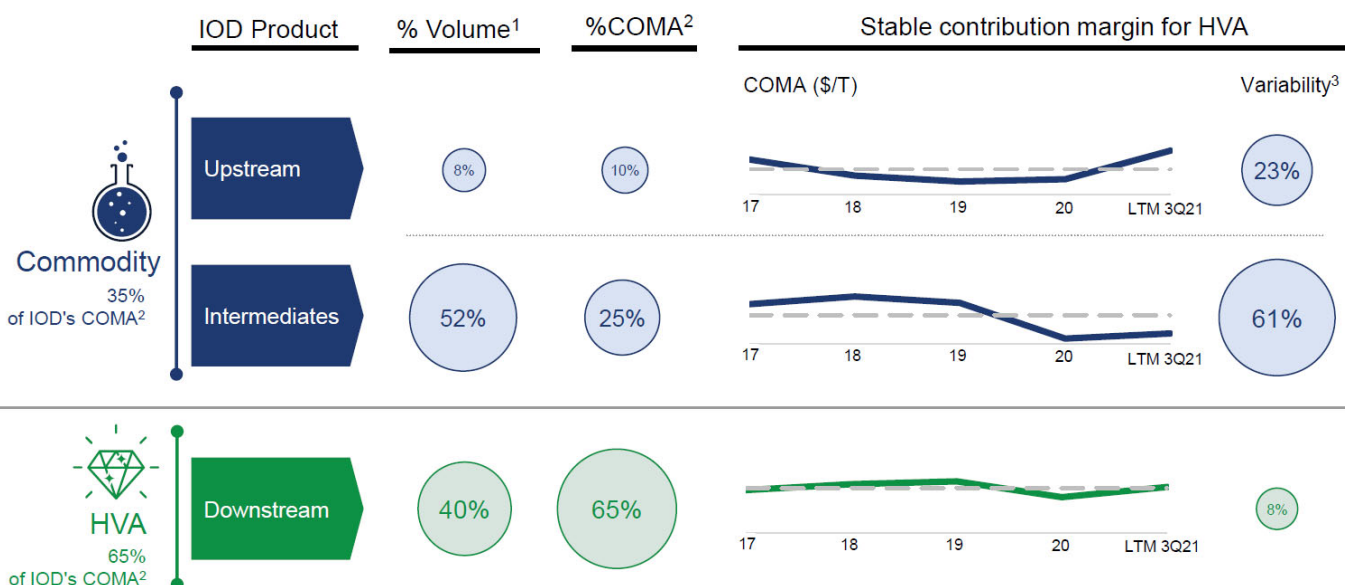 IOD Product
% Volume1
%COMA2
Stable contribution margin for HVA
COMA ($/T)
Variability3
Commodity
35%
of IOD's COMA2
Upstream
8%
10%
17 18 19 20 LTM 3Q21
23%
Intermediates
52%
25%
17 18 19 20 LTM 3Q21
61%
HVA
65%
of IOD's COMA2
Downstream
40%
65%
17 18 19 20 LTM 3Q21
8%